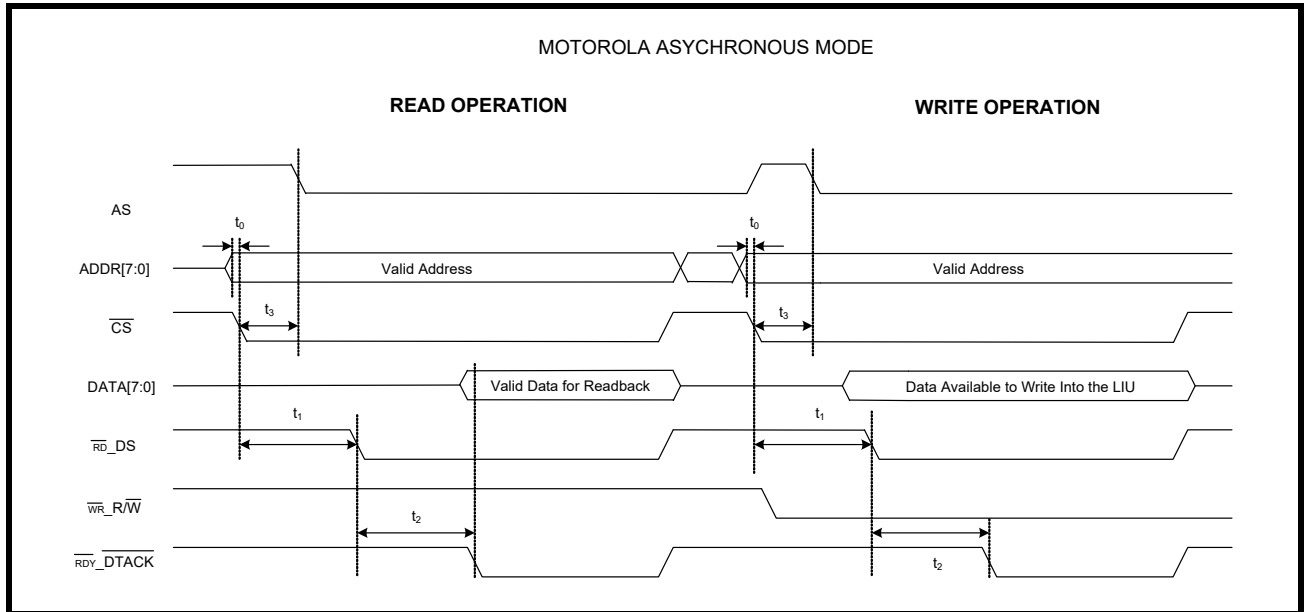 MOTOROLA ASYCHRONOUS MODE
READ OPERATION
WRITE OPERATION
AS
t0
t0
ADDR[7:0]
Valid Address
Valid Address
t3
t3
CS
DATA[7:0]
Valid Data for Readback
Data Available to Write Into the LIU
t1
t1
RD_DS
WR_R/W
t2
t2
RDY_DTACK